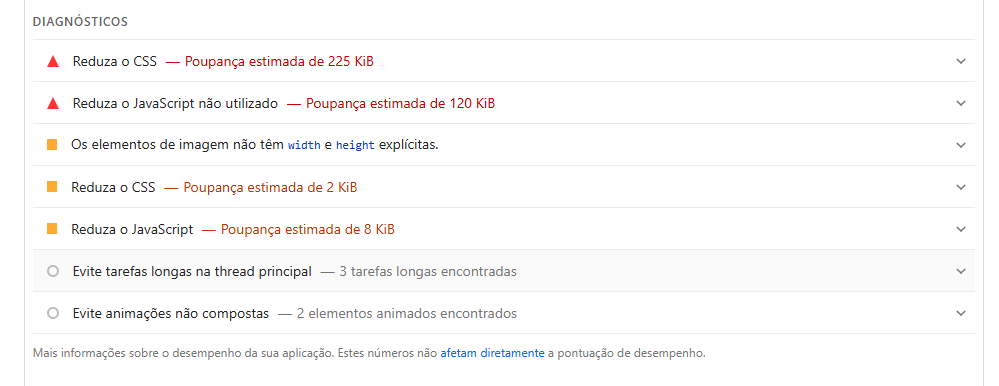 DIAGNÓSTICOS
Reduza o CSS — Poupança estimada de 225 KiB
Reduza o JavaScript não utilizado — Poupança estimada de 120 KiB
Os elementos de imagem não têm width e height explícitas.
Reduza o CSS — Poupança estimada de 2 KiB
Reduza o JavaScript — Poupança estimada de 8 KiB
Evite tarefas longas na thread principal — 3 tarefas longas encontradas
Evite animações não compostas — 2 elementos animados encontrados
Mais informações sobre o desempenho da sua aplicação. Estes números não afetam diretamente a pontuação de desempenho.